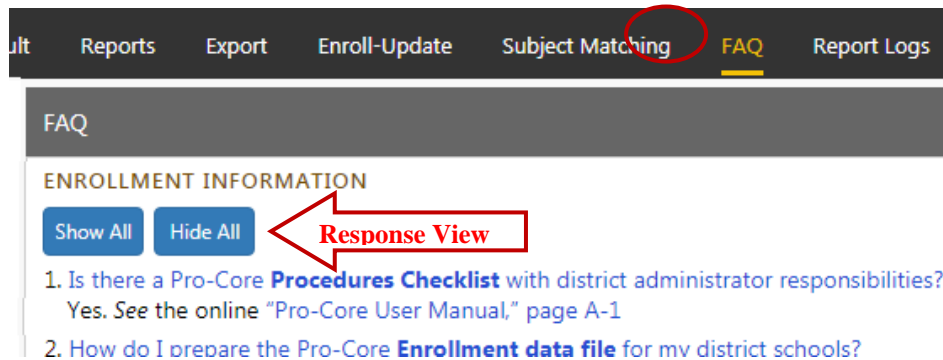 ult Reports Export Enroll-Update Subject Matching FAQ Report Logs
FAQ
ENROLLMENT INFORMATION
Show All Hide All Response View
1. Is there a Pro-Core Procedures Checklist with district administrator responsibilities?
Yes. See the online “Pro-Core User Manual,” page A-1
2. How do I prepare the Pro-Core Enrollment data file for my district schools?